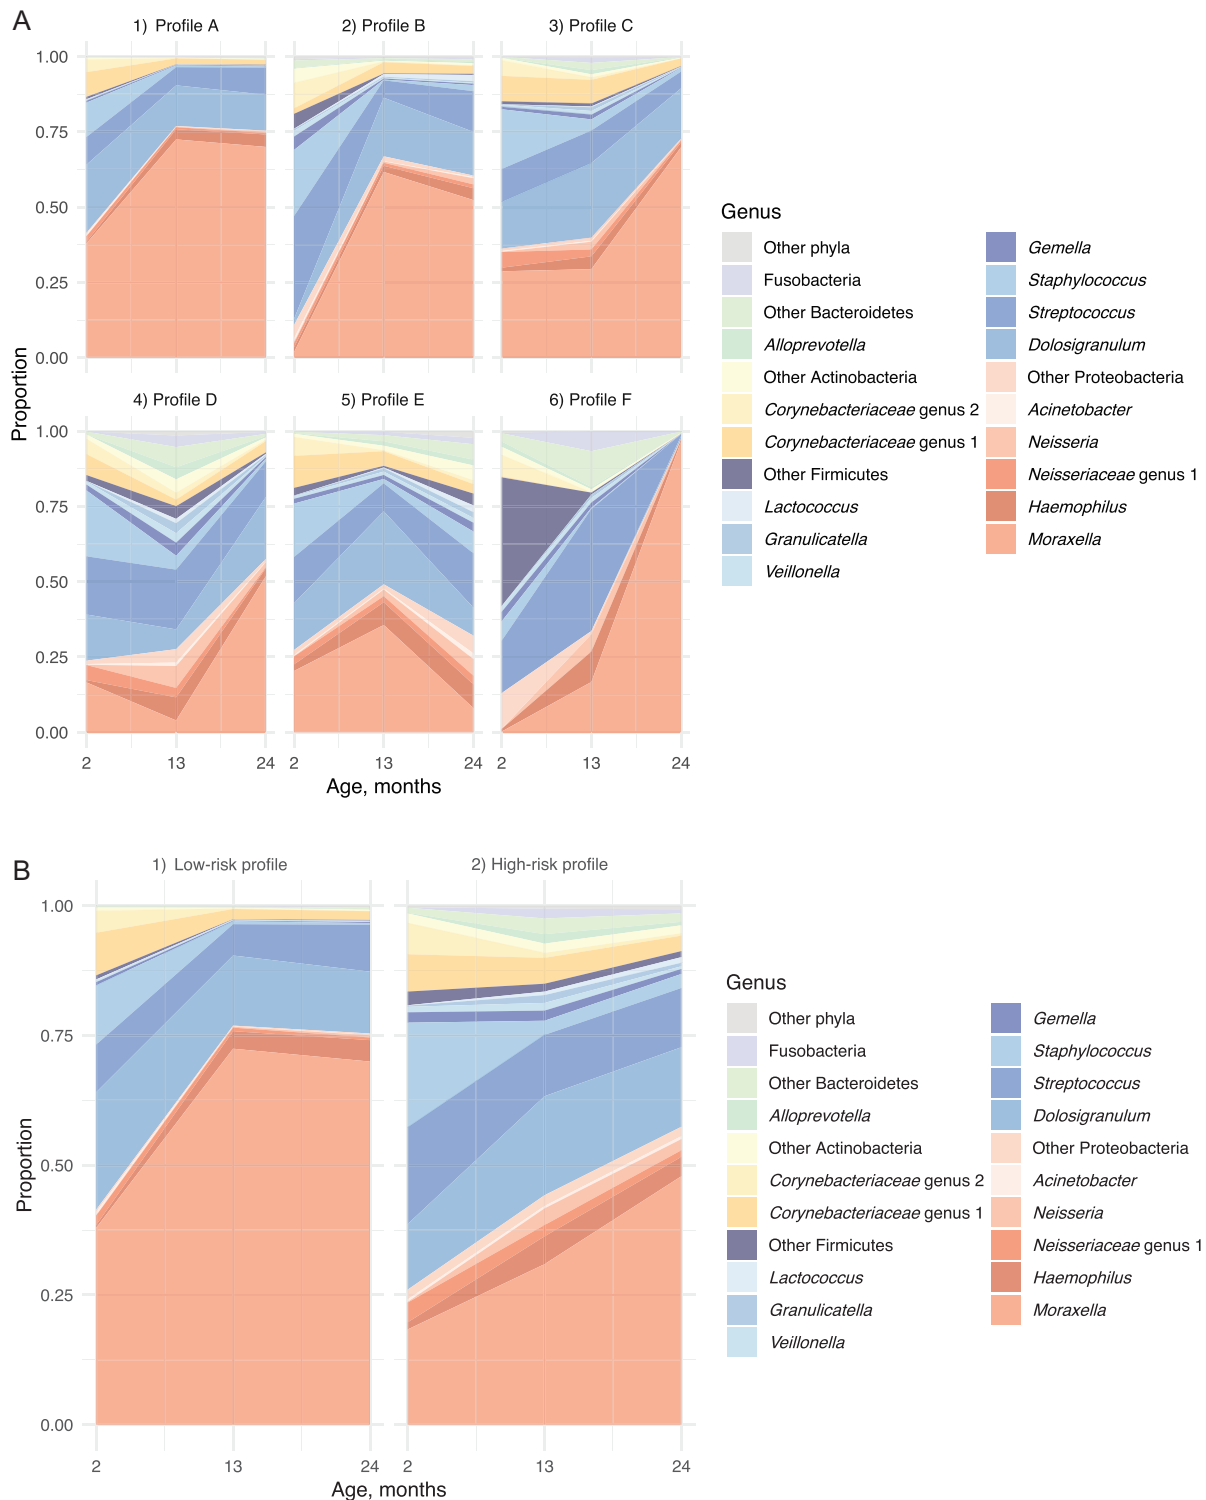 A
1) Profile A
2) Profile B
3) Profile C
1.00
0.75
0.50
0.25
0.00
4) Profile D
5) Profile E
6) Profile F
1.00
0.75
0.50
0.25
0.00
2
13
24
2
13
24
2
13
24
Proportion
Age, months
Genus
Other phyla
Fusobacteria
Other Bacteroidetes
Alloprevotella
Other Actinobacteria
Corynebacteriaceae genus 2
Corynebacteriaceae genus 1
Other Firmicutes
Lactococcus
Granulicatella
Veillonella
Gemella
Staphylococcus
Streptococcus
Dolosigranulum
Other Proteobacteria
Acinetobacter
Neisseria
Neisseriaceae genus 1
Haemophilus
Moraxella
B
1) Low-risk profile
2) High-risk profile
1.00
0.75
0.50
0.25
0.00
2
13
24
2
13
24
Proportion
Age, months
Genus
Other phyla
Fusobacteria
Other Bacteroidetes
Alloprevotella
Other Actinobacteria
Corynebacteriaceae genus 2
Corynebacteriaceae genus 1
Other Firmicutes
Lactococcus
Granulicatella
Veillonella
Gemella
Staphylococcus
Streptococcus
Dolosigranulum
Other Proteobacteria
Acinetobacter
Neisseria
Neisseriaceae genus 1
Haemophilus
Moraxella